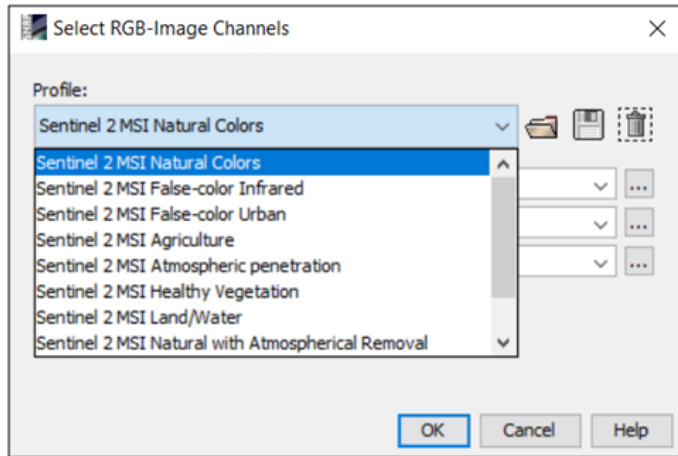 Select RGB-Image Channels
Profile:
Sentinel 2 MSI Natural Colors
Sentinel 2 MSI Natural Colors
Sentinel 2 MSI False-color Infrared
Sentinel 2 MSI False-color Urban
Sentinel 2 MSI Agriculture
Sentinel 2 MSI Atmospheric penetration
Sentinel 2 MSI Healthy Vegetation
Sentinel 2 MSI Land/Water
Sentinel 2 MSI Natural with Atmospherical Removal
...
...
...
OK Cancel Help